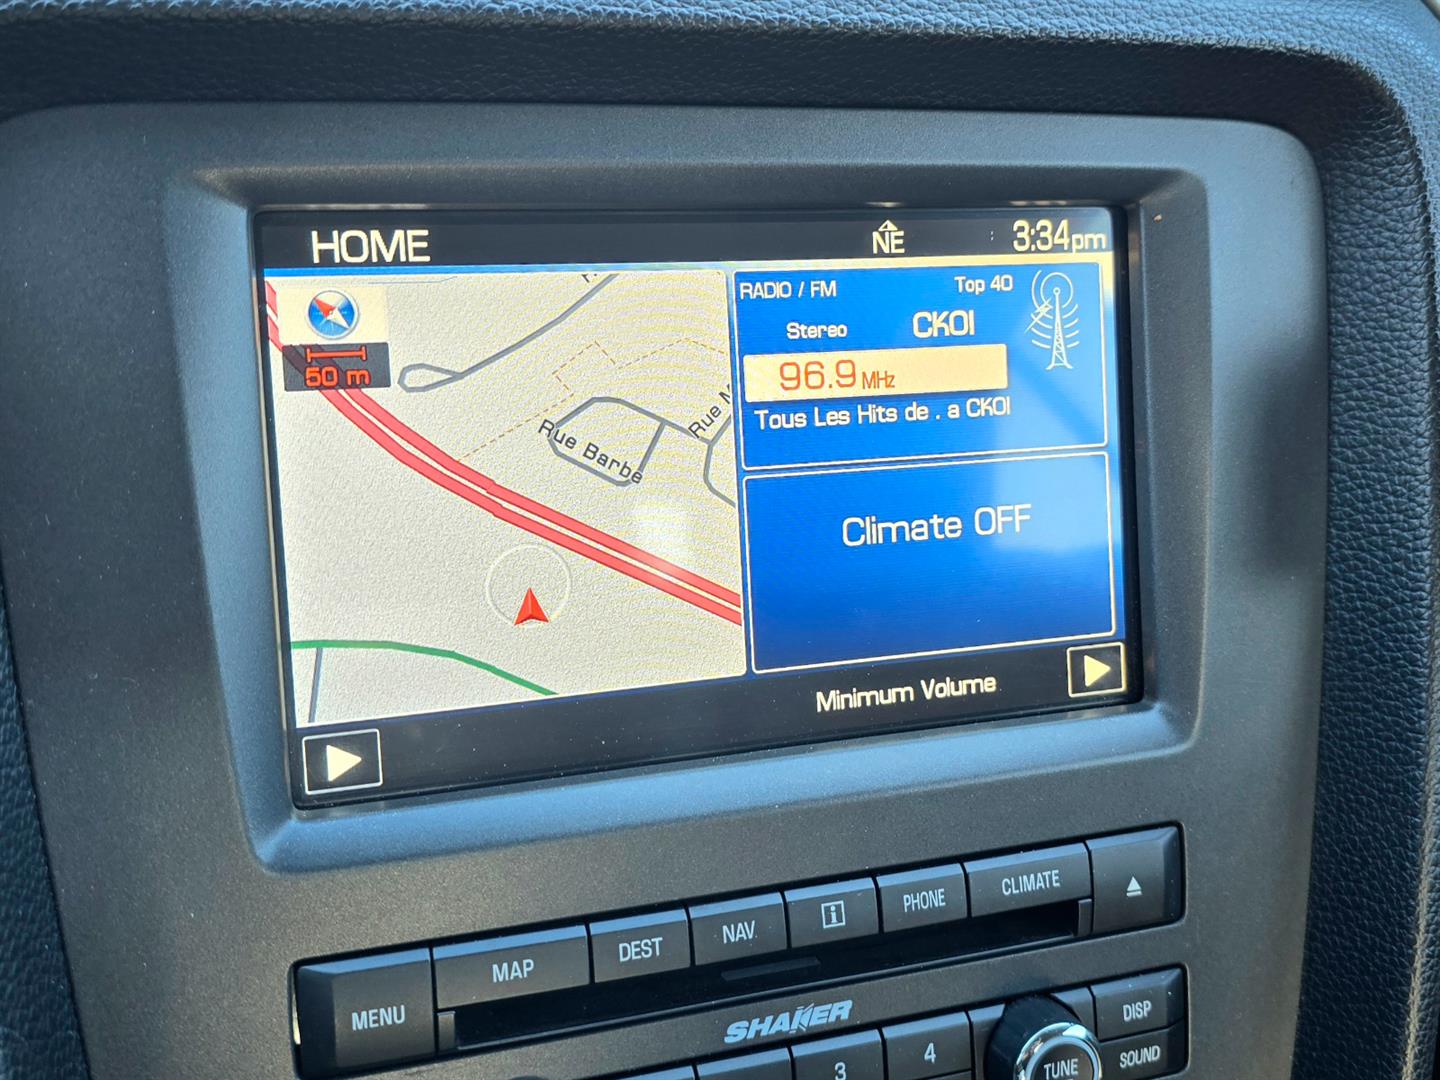 HOME
NE
3:34pm
50 m
Rue Barbe
Rue
RADIO / FM
Top 40
Stereo
CKOI
96.9 MHz
Tous Les Hits de . a CKOI
Climate OFF
Minimum Volume
MENU
MAP
DEST
NAV
i
PHONE
CLIMATE
SHAKER
3
4
TUNE
DISP
SOUND